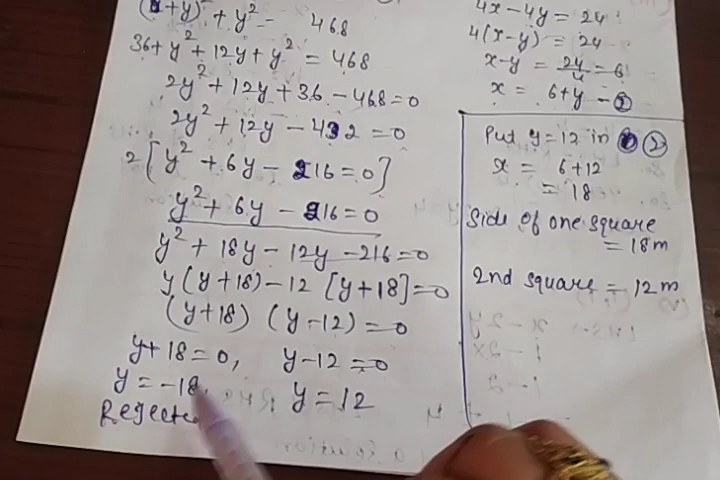 (6+y)² + y² = 468
36+y²+12y+y² = 468
2y²+12y+36-468=0
2y²+12y-432=0
2[y²+6y-216=0]
y²+6y-216=0
y²+18y-12y-216=0
y(y+18)-12[y+18]=0
(y+18) (y-12)=0
y+18=0, y-12=0
y=-18, y=12
4x-4y=24
4(x-y)=24
x-y=24/4=6
x = 6+y -②
Put y=12 in ②
x = 6+12
= 18
Side of one square
= 18m
2nd square = 12m